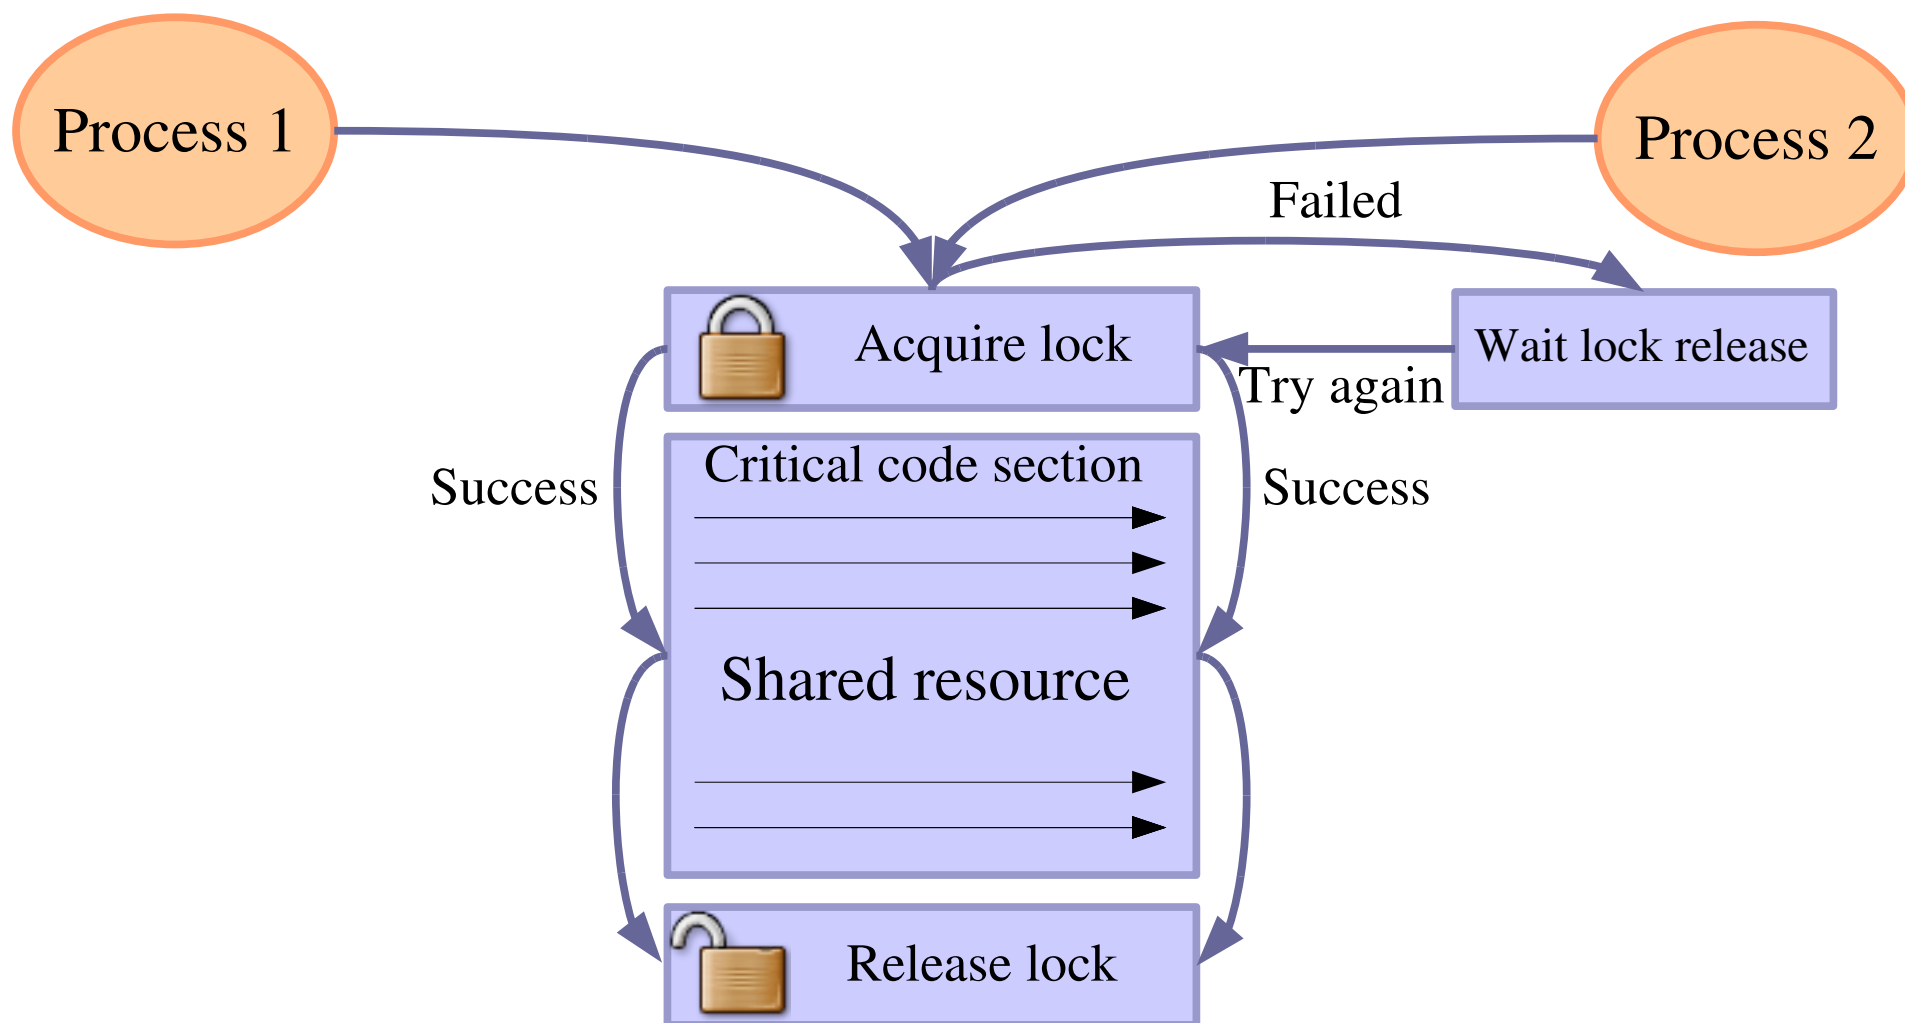 Process 1
Process 2
Failed
Acquire lock
Wait lock release
Try again
Critical code section
Success
Success
Shared resource
Release lock